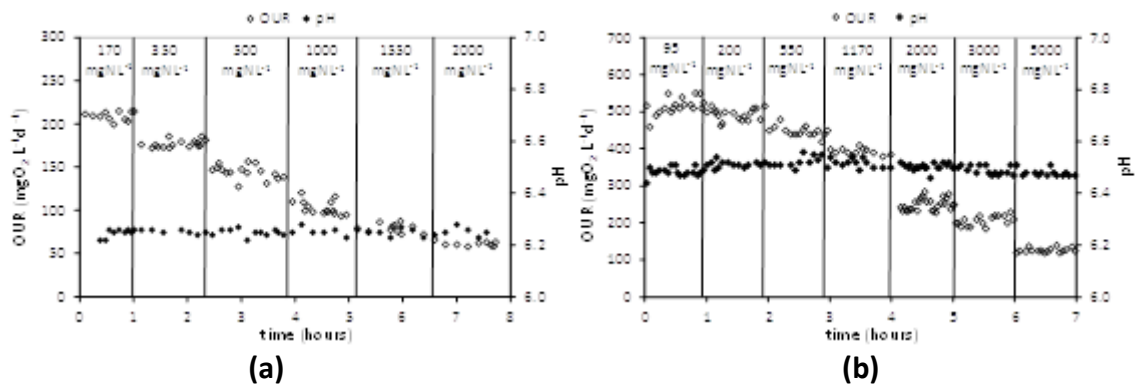 OUR pH
300 7.0
170 330 500 1000 1330 2000
mgNL⁻¹ mgNL⁻¹ mgNL⁻¹ mgNL⁻¹ mgNL⁻¹ mgNL⁻¹
250 6.8
200 6.6
150
100 6.4
50 6.2
0 6.0
OUR (mgO₂ L⁻¹d⁻¹)
pH
0 1 2 3 4 5 6 7 8
time (hours)
(a)
OUR pH
700 7.0
95 200 550 1170 2000 3000 5000
mgNL⁻¹ mgNL⁻¹ mgNL⁻¹ mgNL⁻¹ mgNL⁻¹ mgNL⁻¹ mgNL⁻¹
600 6.8
500
400 6.6
300 6.4
200 6.2
100
0 6.0
OUR (mgO₂ L⁻¹d⁻¹)
pH
0 1 2 3 4 5 6 7
time (hours)
(b)